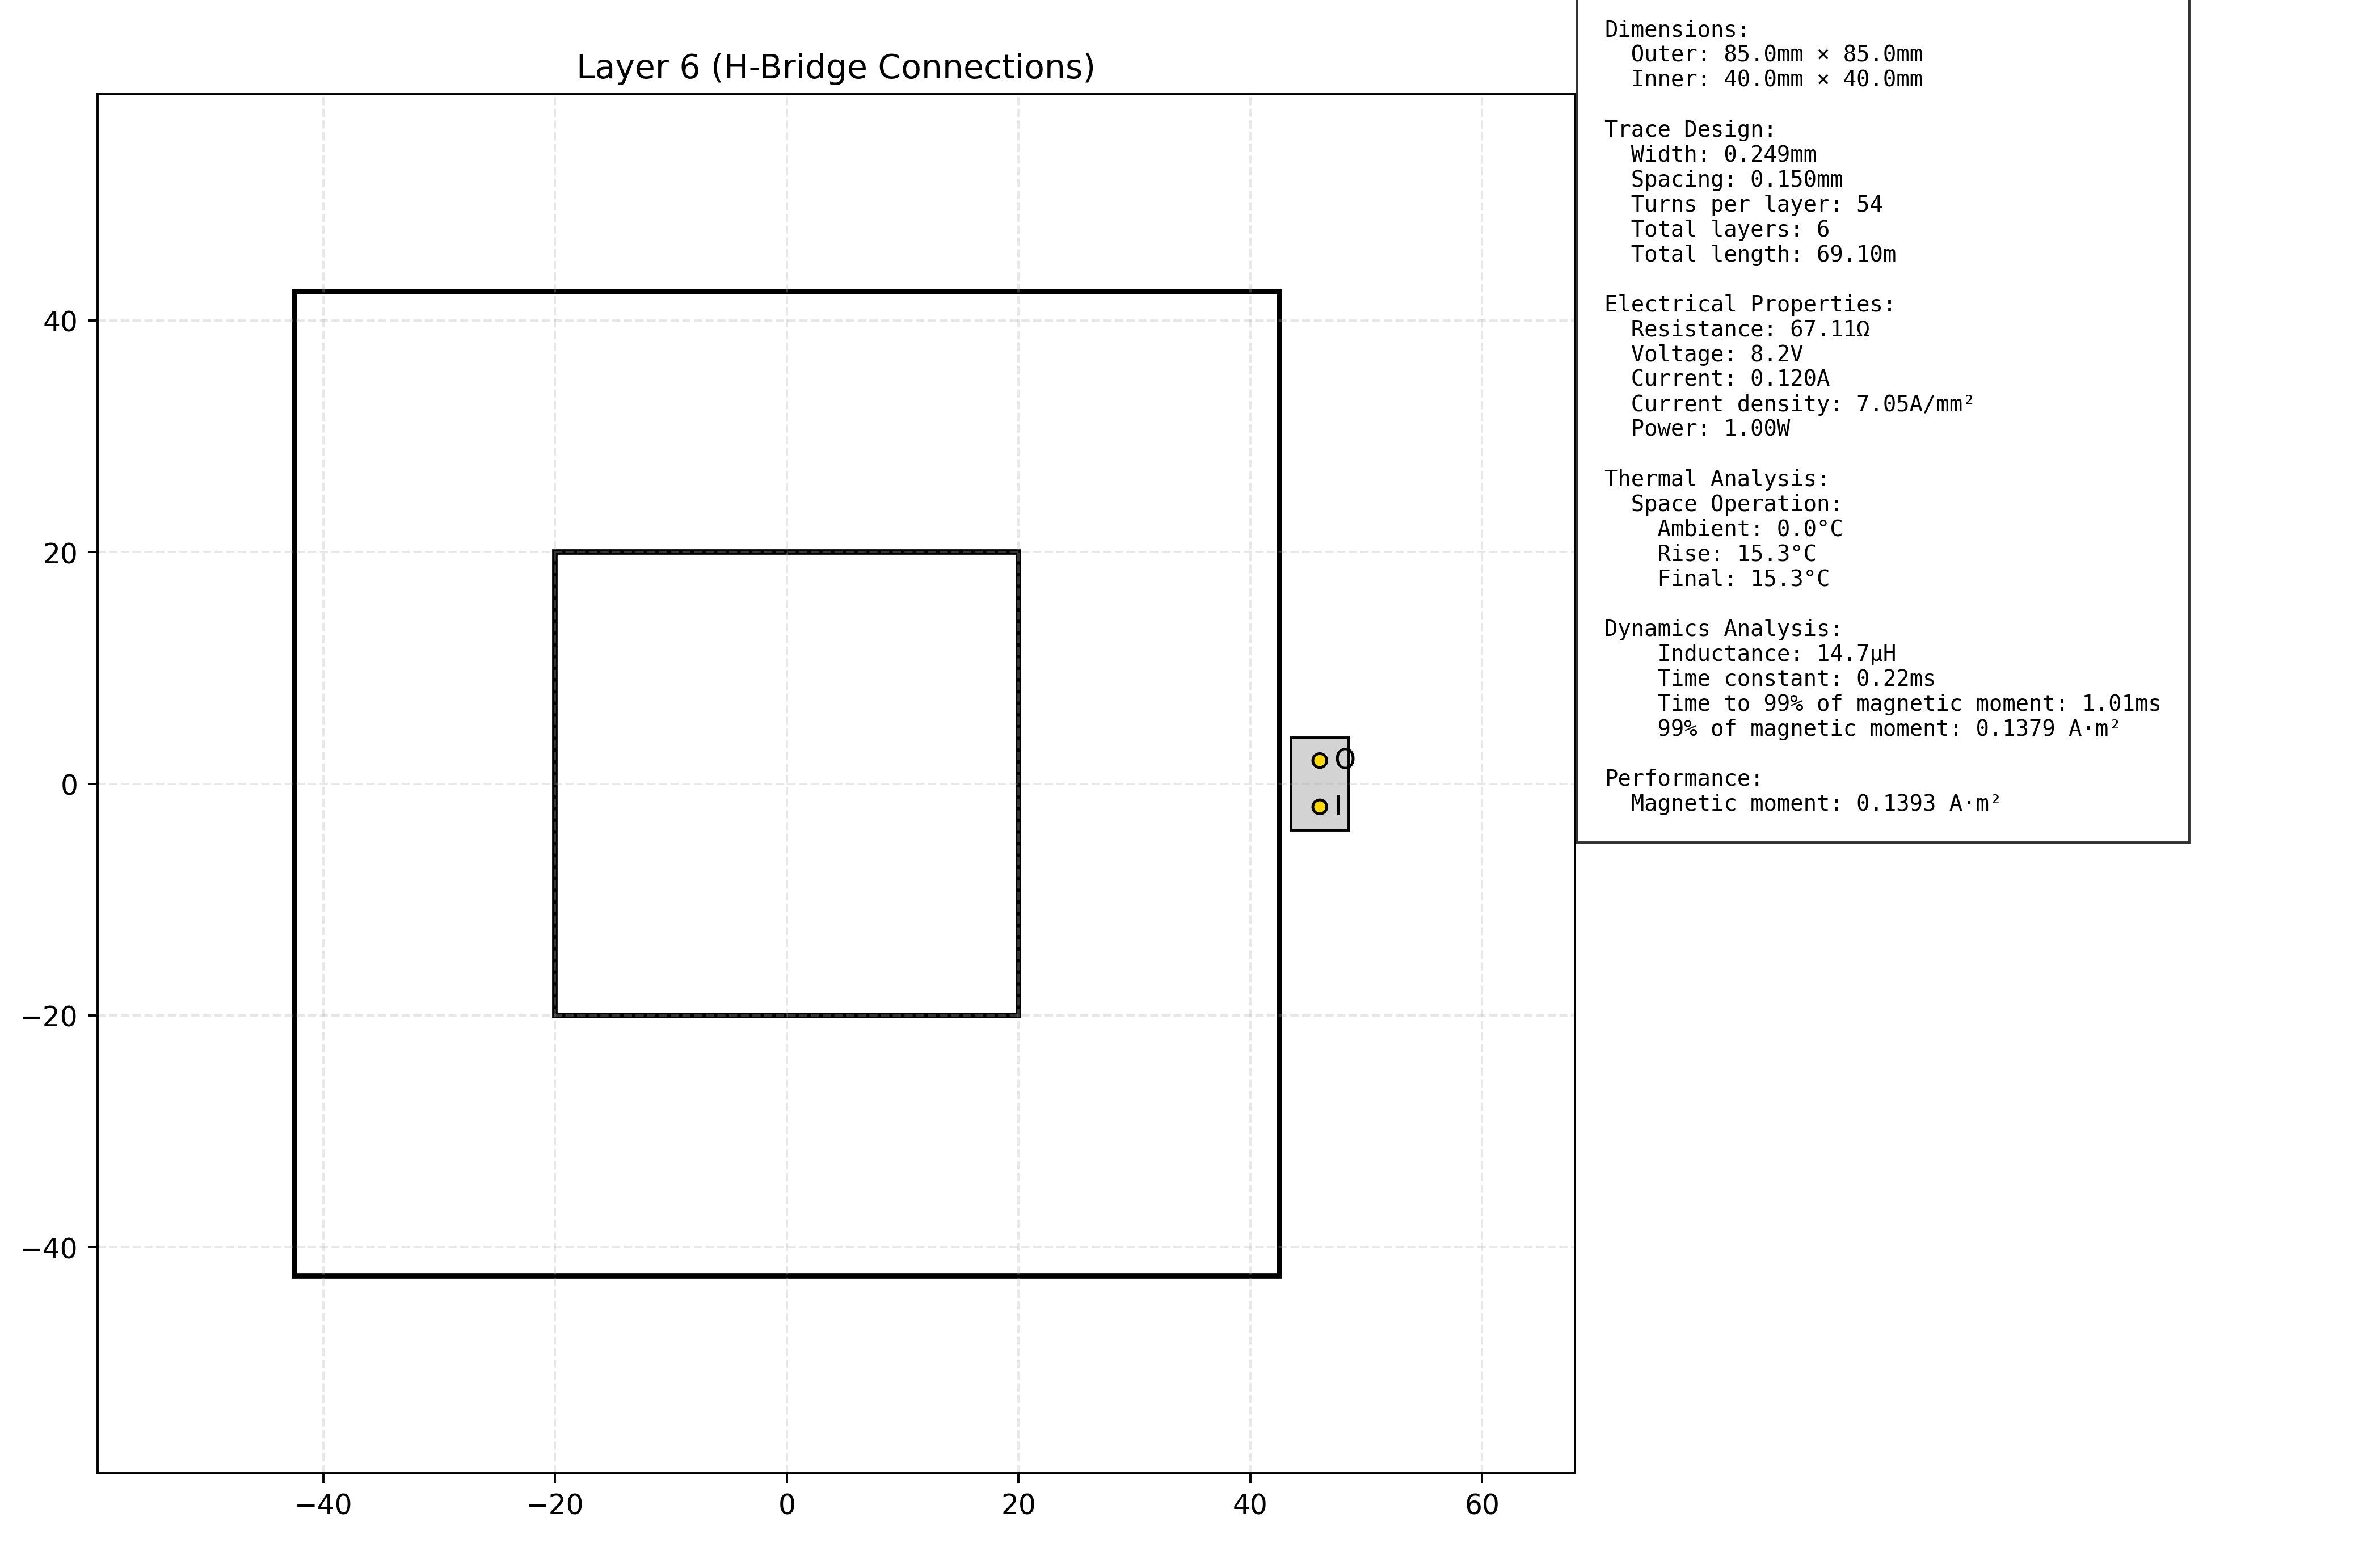 Layer 6 (H-Bridge Connections)
40
20
0
−20
−40
−40
−20
0
20
40
60
O
I
Dimensions:
Outer: 85.0mm × 85.0mm
Inner: 40.0mm × 40.0mm
Trace Design:
Width: 0.249mm
Spacing: 0.150mm
Turns per layer: 54
Total layers: 6
Total length: 69.10m
Electrical Properties:
Resistance: 67.11Ω
Voltage: 8.2V
Current: 0.120A
Current density: 7.05A/mm²
Power: 1.00W
Thermal Analysis:
Space Operation:
Ambient: 0.0°C
Rise: 15.3°C
Final: 15.3°C
Dynamics Analysis:
Inductance: 14.7μH
Time constant: 0.22ms
Time to 99% of magnetic moment: 1.01ms
99% of magnetic moment: 0.1379 A·m²
Performance:
Magnetic moment: 0.1393 A·m²